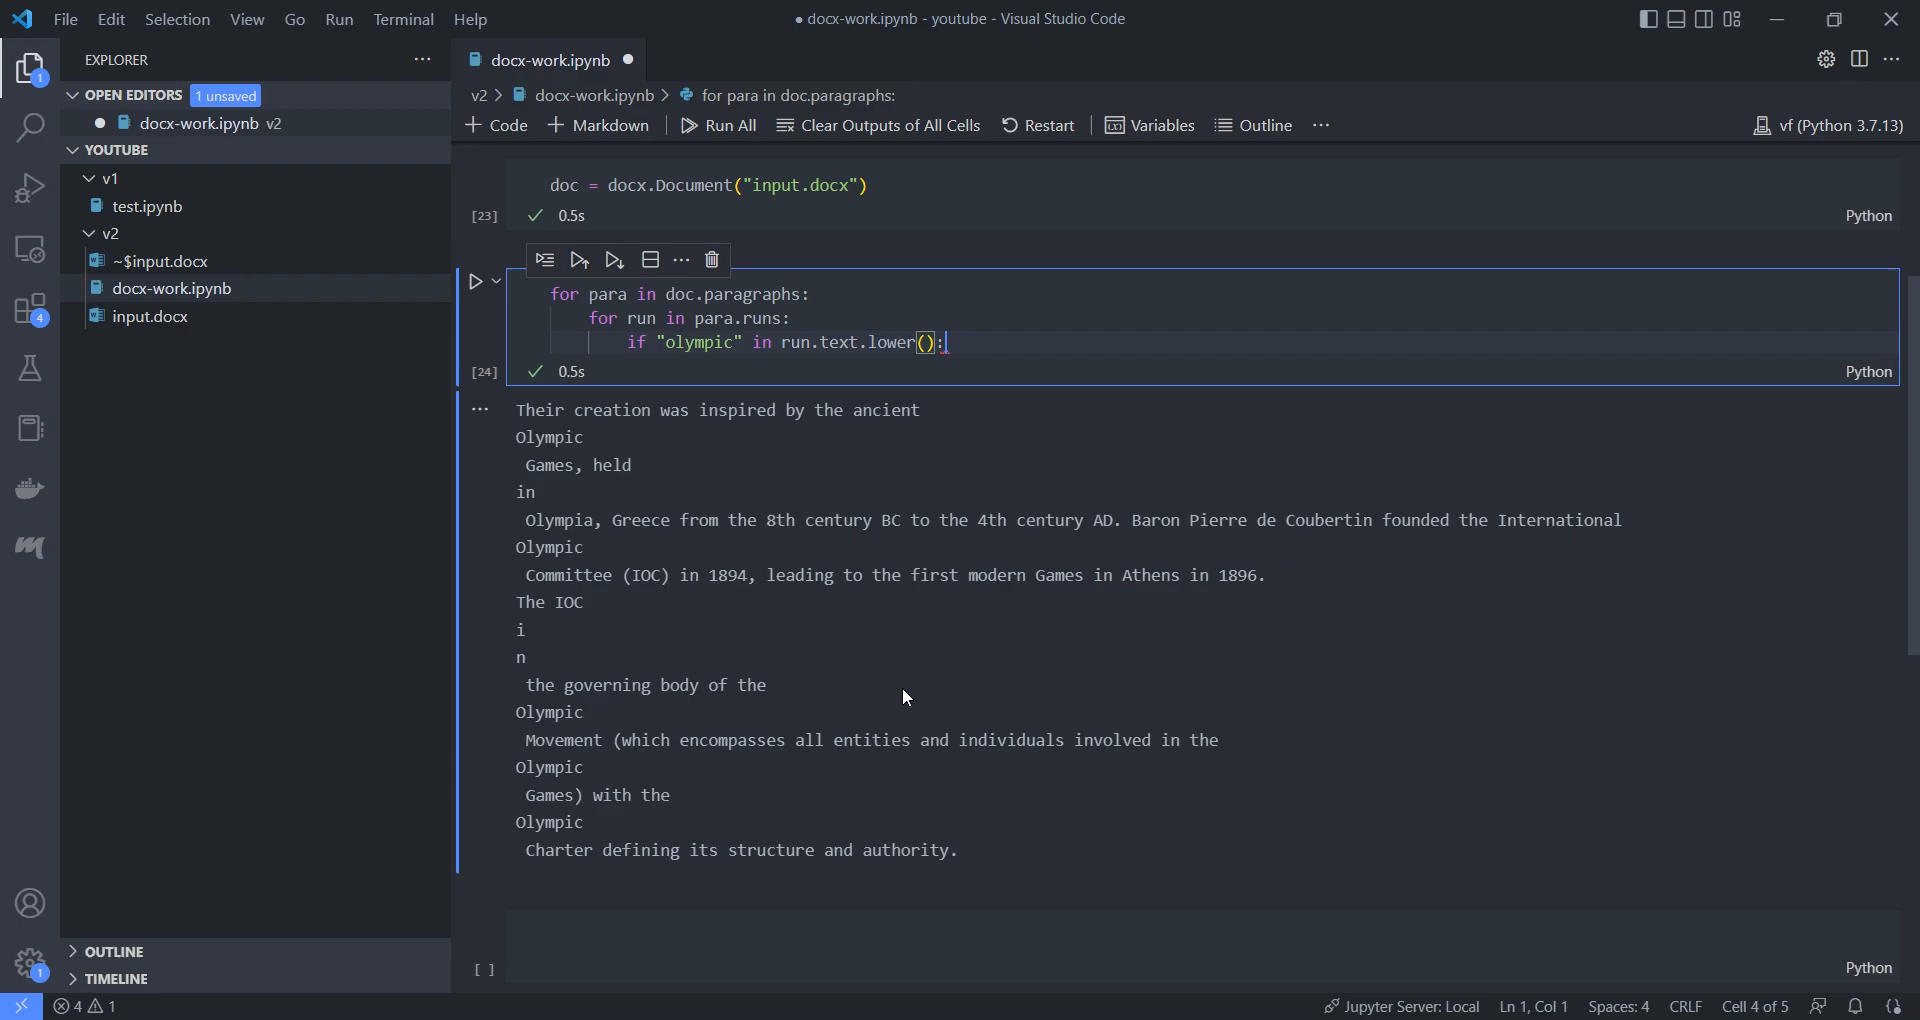 File Edit Selection View Go Run Terminal Help
● docx-work.ipynb - youtube - Visual Studio Code
EXPLORER
OPEN EDITORS 1 unsaved
docx-work.ipynb v2
YOUTUBE
v1
test.ipynb
v2
~$input.docx
docx-work.ipynb
input.docx
OUTLINE
TIMELINE
1
4
1
docx-work.ipynb
v2 > docx-work.ipynb > for para in doc.paragraphs:
+ Code + Markdown Run All Clear Outputs of All Cells Restart Variables Outline ··· vf (Python 3.7.13)
doc = docx.Document("input.docx")
[23] ✓ 0.5s Python
for para in doc.paragraphs:
for run in para.runs:
if "olympic" in run.text.lower():
[24] ✓ 0.5s Python
Their creation was inspired by the ancient
Olympic
Games, held
in
Olympia, Greece from the 8th century BC to the 4th century AD. Baron Pierre de Coubertin founded the International
Olympic
Committee (IOC) in 1894, leading to the first modern Games in Athens in 1896.
The IOC
i
n
the governing body of the
Olympic
Movement (which encompasses all entities and individuals involved in the
Olympic
Games) with the
Olympic
Charter defining its structure and authority.
[ ] Python
4 1 Jupyter Server: Local Ln 1, Col 1 Spaces: 4 CRLF Cell 4 of 5